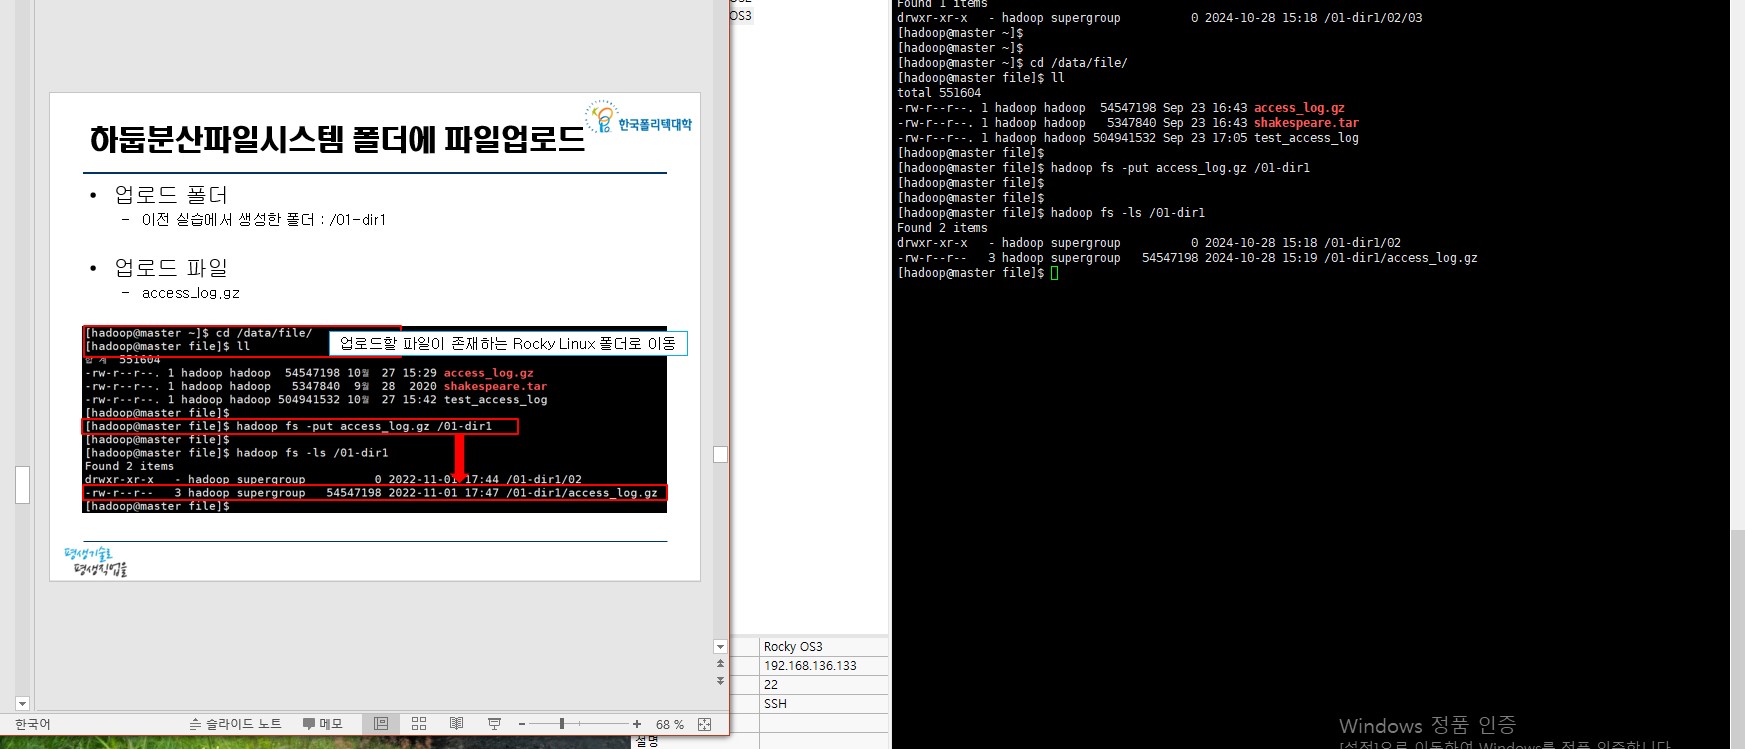 OS3
하둡분산파일시스템 폴더에 파일업로드
한국폴리텍대학
• 업로드 폴더
– 이전 실습에서 생성한 폴더 : /01-dir1
• 업로드 파일
– access_log.gz
[hadoop@master ~]$ cd /data/file/
[hadoop@master file]$ ll
업로드할 파일이 존재하는 Rocky Linux 폴더로 이동
합계 551604
-rw-r--r--. 1 hadoop hadoop  54547198 10월  27 15:29 access_log.gz
-rw-r--r--. 1 hadoop hadoop   5347840  9월  28  2020 shakespeare.tar
-rw-r--r--. 1 hadoop hadoop 504941532 10월  27 15:42 test_access_log
[hadoop@master file]$
[hadoop@master file]$ hadoop fs -put access_log.gz /01-dir1
[hadoop@master file]$
[hadoop@master file]$ hadoop fs -ls /01-dir1
Found 2 items
drwxr-xr-x   - hadoop supergroup          0 2022-11-01 17:44 /01-dir1/02
-rw-r--r--   3 hadoop supergroup   54547198 2022-11-01 17:47 /01-dir1/access_log.gz
[hadoop@master file]$
평생기술로
평생직업을
한국어
슬라이드 노트
메모
68 %
Rocky OS3
192.168.136.133
22
SSH
설명
Found 1 items
drwxr-xr-x   - hadoop supergroup          0 2024-10-28 15:18 /01-dir1/02/03
[hadoop@master ~]$
[hadoop@master ~]$
[hadoop@master ~]$ cd /data/file/
[hadoop@master file]$ ll
total 551604
-rw-r--r--. 1 hadoop hadoop  54547198 Sep 23 16:43 access_log.gz
-rw-r--r--. 1 hadoop hadoop   5347840 Sep 23 16:43 shakespeare.tar
-rw-r--r--. 1 hadoop hadoop 504941532 Sep 23 17:05 test_access_log
[hadoop@master file]$
[hadoop@master file]$ hadoop fs -put access_log.gz /01-dir1
[hadoop@master file]$
[hadoop@master file]$
[hadoop@master file]$ hadoop fs -ls /01-dir1
Found 2 items
drwxr-xr-x   - hadoop supergroup          0 2024-10-28 15:18 /01-dir1/02
-rw-r--r--   3 hadoop supergroup   54547198 2024-10-28 15:19 /01-dir1/access_log.gz
[hadoop@master file]$
Windows 정품 인증
[설정]으로 이동하여 Windows를 정품 인증합니다.